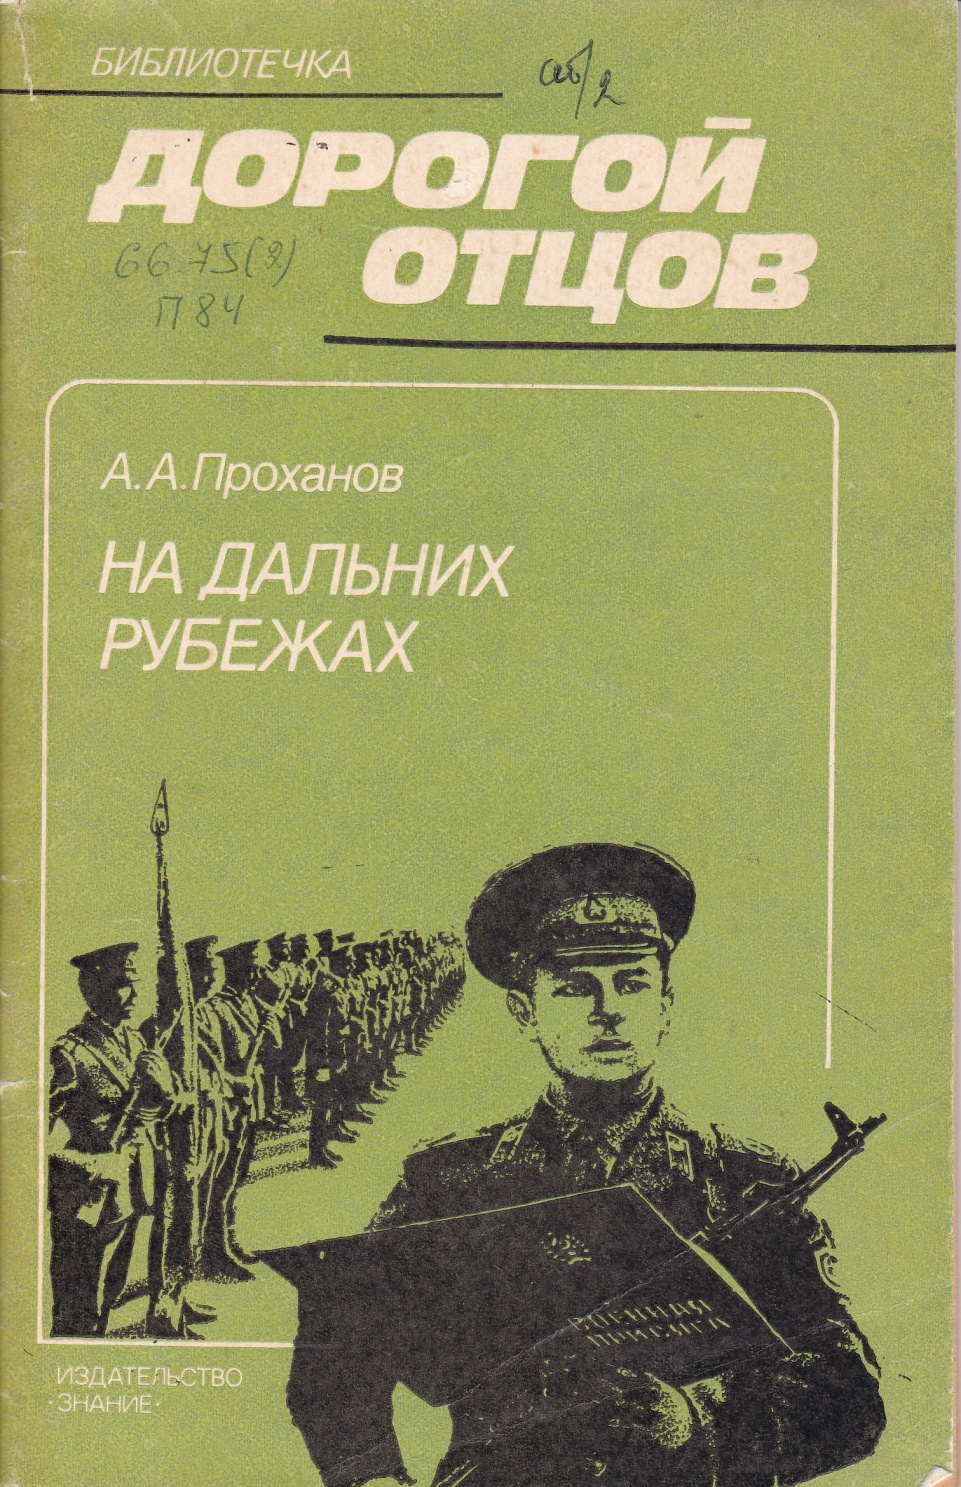 БИБЛИОТЕЧКА
аб/2
ДОРОГОЙ
ОТЦОВ
66.75(2)
П84
А.А.Проханов
НА ДАЛЬНИХ
РУБЕЖАХ
ВОЕННАЯ
ПРИСЯГА
ИЗДАТЕЛЬСТВО
·ЗНАНИЕ·